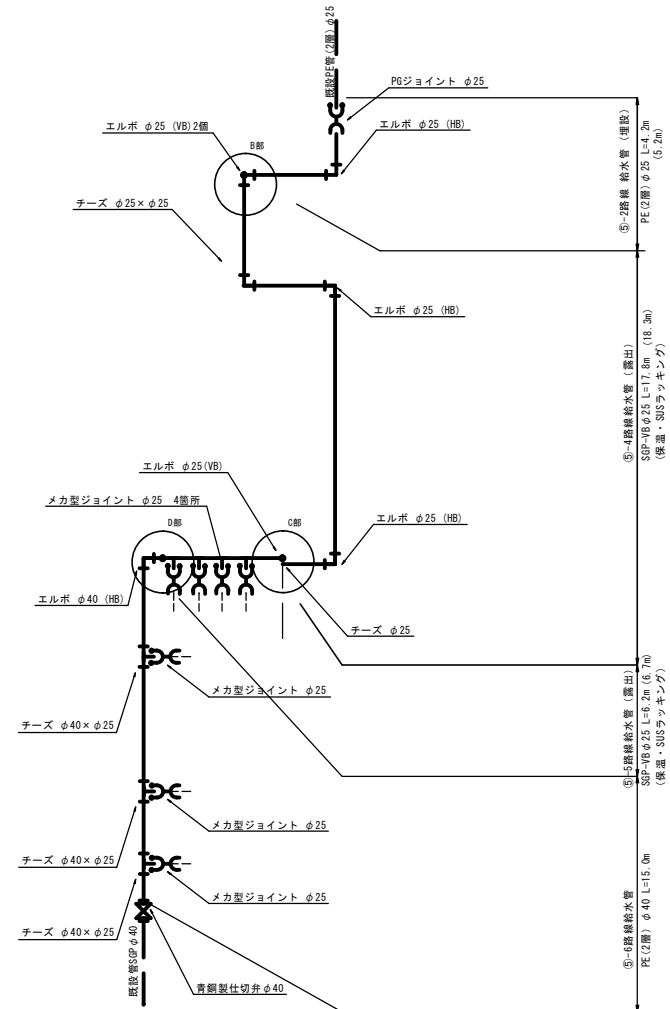 既設PE管(2層)φ25
PGジョイント φ25
エルボ φ25 (VB)2個
B部
エルボ φ25 (HB)
チーズ φ25×φ25
エルボ φ25 (HB)
エルボ φ25(VB)
メカ型ジョイント φ25 4箇所
D部
C部
エルボ φ25 (HB)
エルボ φ40 (HB)
チーズ φ25
メカ型ジョイント φ25
チーズ φ40×φ25
メカ型ジョイント φ25
チーズ φ40×φ25
メカ型ジョイント φ25
チーズ φ40×φ25
既設管SGPφ40
青銅製仕切弁φ40
⑤-2路線 給水管 (埋設)
PE(2層)φ25 L=4.2m
(5.2m)
⑤-4路線給水管 (露出)
SGP-VBφ25 L=17.8m (18.3m)
(保温・SUSラッキング)
⑤-5路線給水管 (露出)
SGP-VBφ25 L=6.2m (6.7m)
(保温・SUSラッキング)
⑤-6路線給水管
PE(2層) φ40 L=15.0m